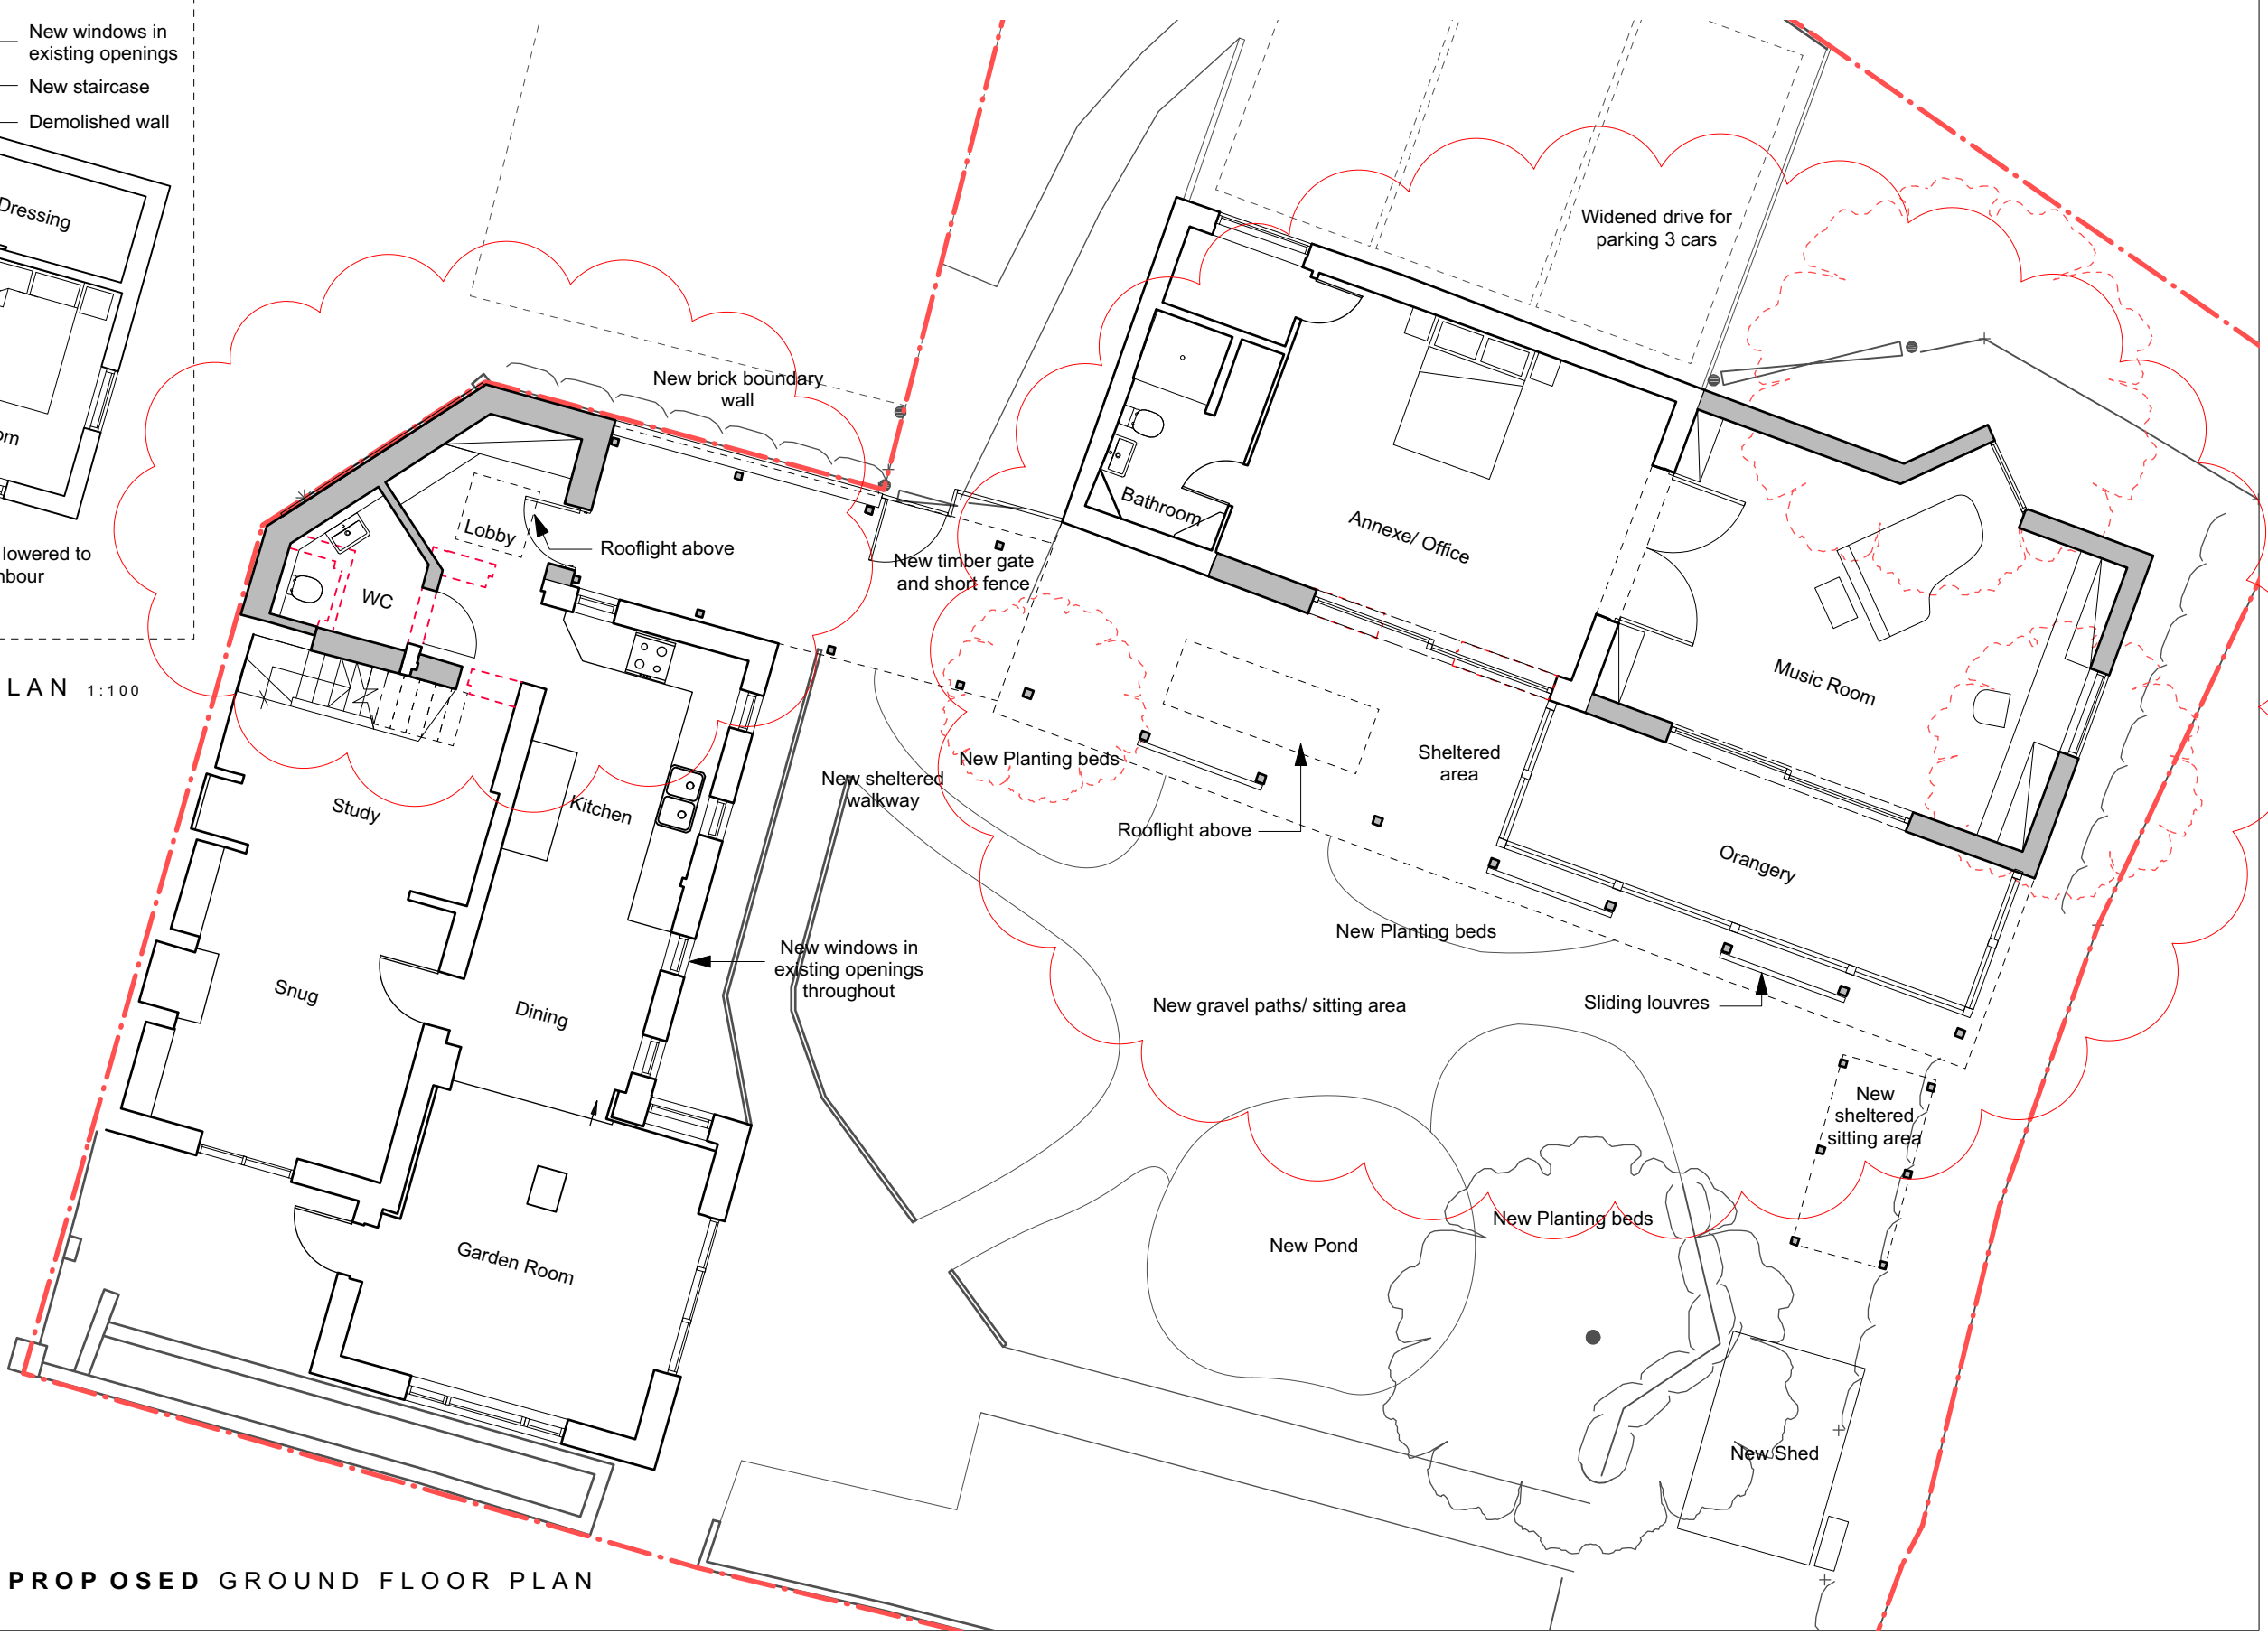 New windows in
existing openings
New staircase
Demolished wall
Dressing
lowered to
LAN 1:100
Widened drive for
parking 3 cars
New brick boundary
wall
Lobby
Rooflight above
WC
New timber gate
and short fence
Bathroom
Annexe/ Office
Music Room
New Planting beds
Sheltered
area
New sheltered
walkway
Rooflight above
Study
Kitchen
Orangery
New Planting beds
New windows in
existing openings
throughout
Snug
Dining
New gravel paths/ sitting area
Sliding louvres
New
sheltered
sitting area
New Planting beds
New Pond
Garden Room
New Shed
PROPOSED GROUND FLOOR PLAN